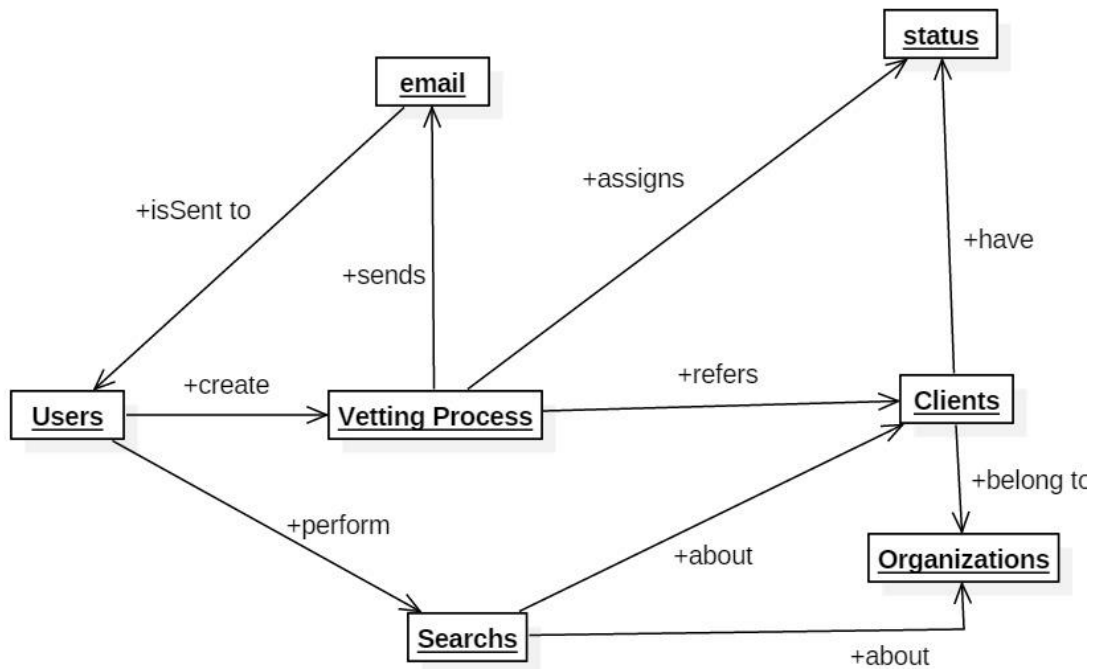 status
email
+assigns
+isSent to
+have
+sends
+refers
+create
Users
Vetting Process
Clients
+belong to
+perform
+about
Organizations
Searchs
+about